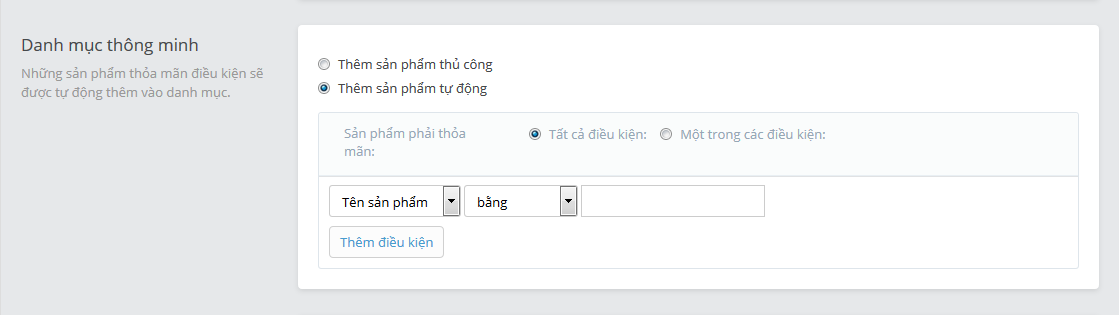 Danh mục thông minh
Những sản phẩm thỏa mãn điều kiện sẽ
được tự động thêm vào danh mục.
Thêm sản phẩm thủ công
Thêm sản phẩm tự động
Sản phẩm phải thỏa
mãn:
Tất cả điều kiện: Một trong các điều kiện:
Tên sản phẩm bằng
Thêm điều kiện